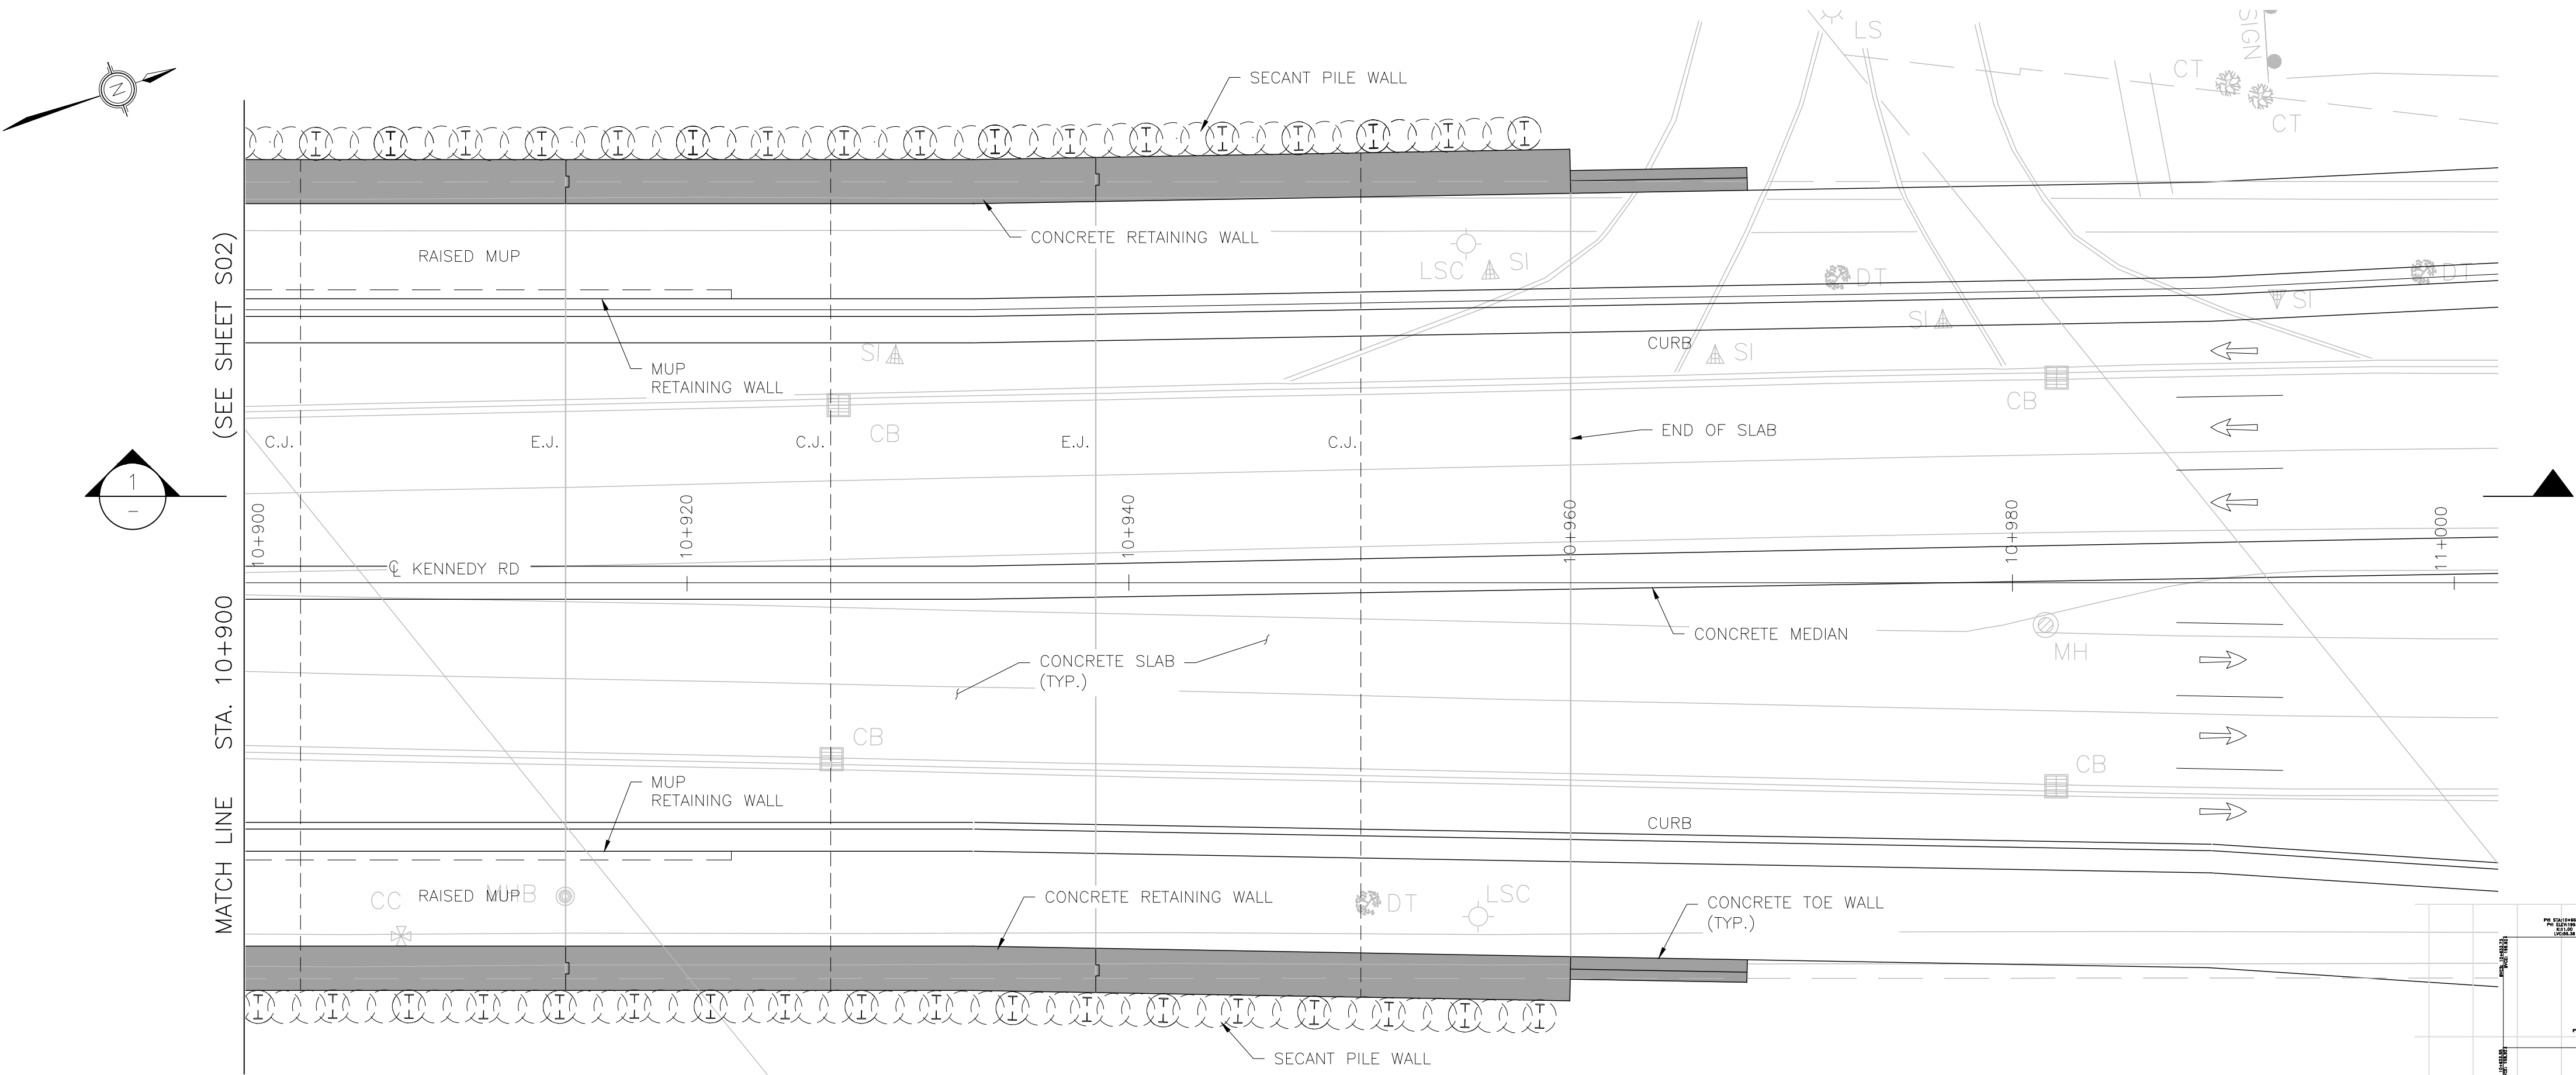 SECANT PILE WALL
LS
SIGN
CT
CT
N
CONCRETE RETAINING WALL
RAISED MUP
LSC
SI
DT
DT
SI
SI
CURB
SI
SI
MUP
RETAINING WALL
CB
CB
(SEE SHEET S02)
C.J.
E.J.
C.J.
E.J.
C.J.
END OF SLAB
1
-
10+900
10+920
10+940
10+960
10+980
11+000
℄ KENNEDY RD
CONCRETE MEDIAN
MH
CONCRETE SLAB
(TYP.)
MATCH LINE STA. 10+900
CB
CB
MUP
RETAINING WALL
CURB
CC
RAISED MUP
MHB
CONCRETE RETAINING WALL
DT
LSC
CONCRETE TOE WALL
(TYP.)
SECANT PILE WALL